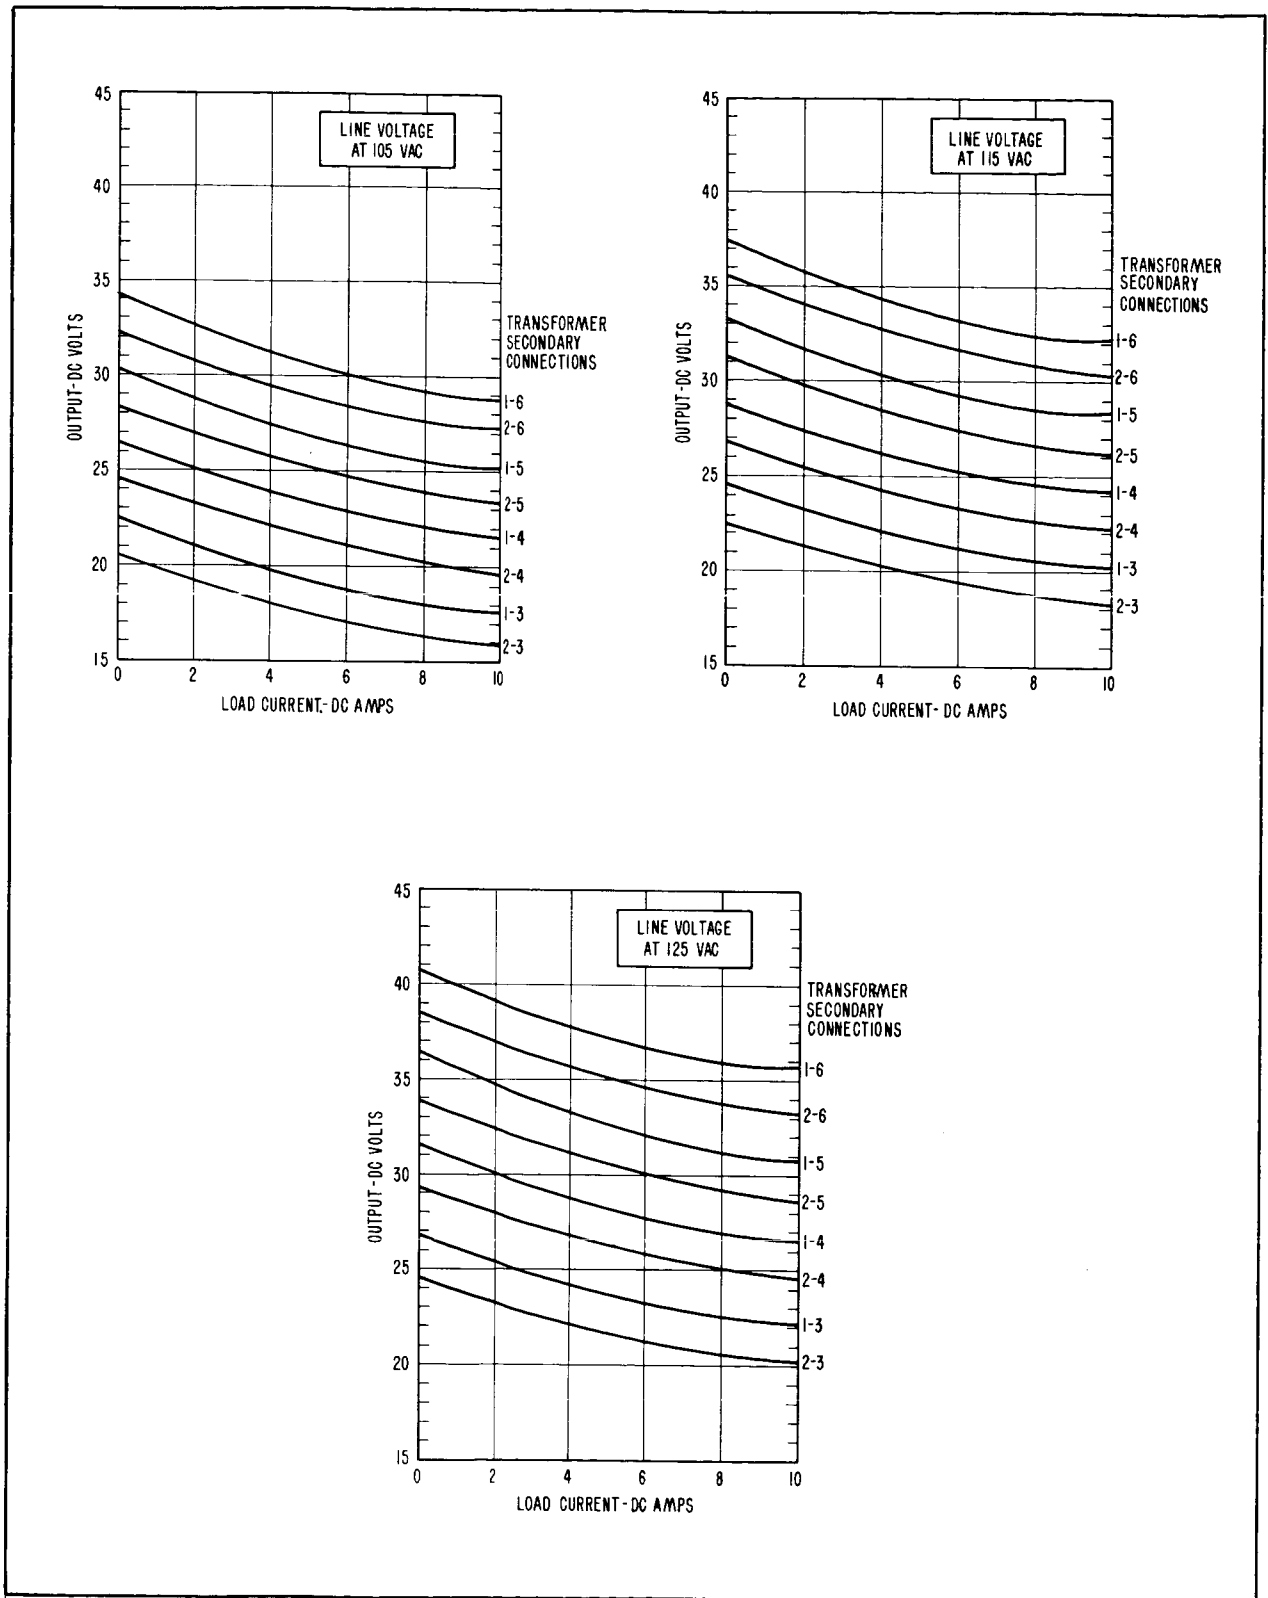 45
40
35
30
25
20
15
OUTPUT-DC VOLTS
LINE VOLTAGE
AT 105 VAC
TRANSFORMER
SECONDARY
CONNECTIONS
1-6
2-6
1-5
2-5
1-4
2-4
1-3
2-3
0 2 4 6 8 10
LOAD CURRENT.-DC AMPS
45
40
35
30
25
20
15
OUTPUT-DC VOLTS
LINE VOLTAGE
AT 115 VAC
TRANSFORMER
SECONDARY
CONNECTIONS
1-6
2-6
1-5
2-5
1-4
2-4
1-3
2-3
0 2 4 6 8 10
LOAD CURRENT-DC AMPS
45
40
35
30
25
20
15
OUTPUT-DC VOLTS
LINE VOLTAGE
AT 125 VAC
TRANSFORMER
SECONDARY
CONNECTIONS
1-6
2-6
1-5
2-5
1-4
2-4
1-3
2-3
0 2 4 6 8 10
LOAD CURRENT-DC AMPS